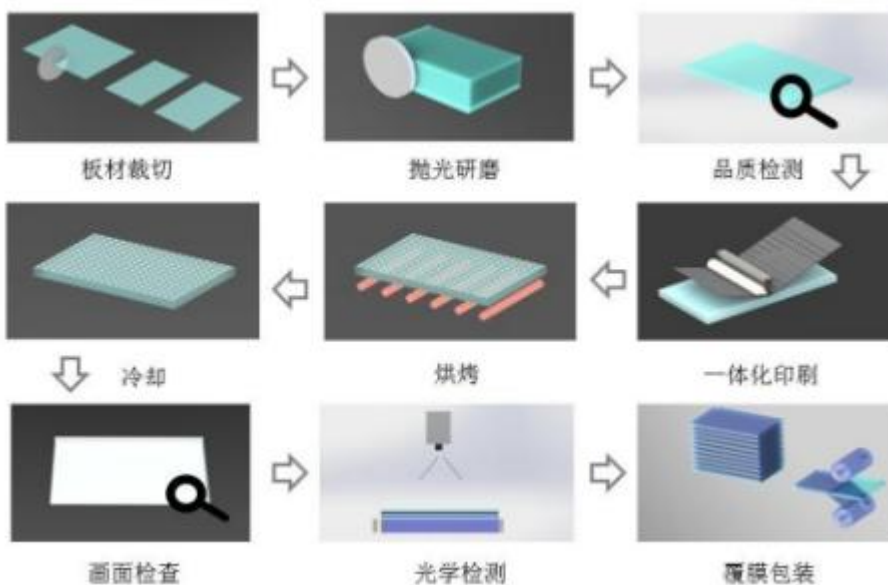 板材裁切
抛光研磨
品质检测
冷却
烘烤
一体化印刷
画面检查
光学检测
覆膜包装